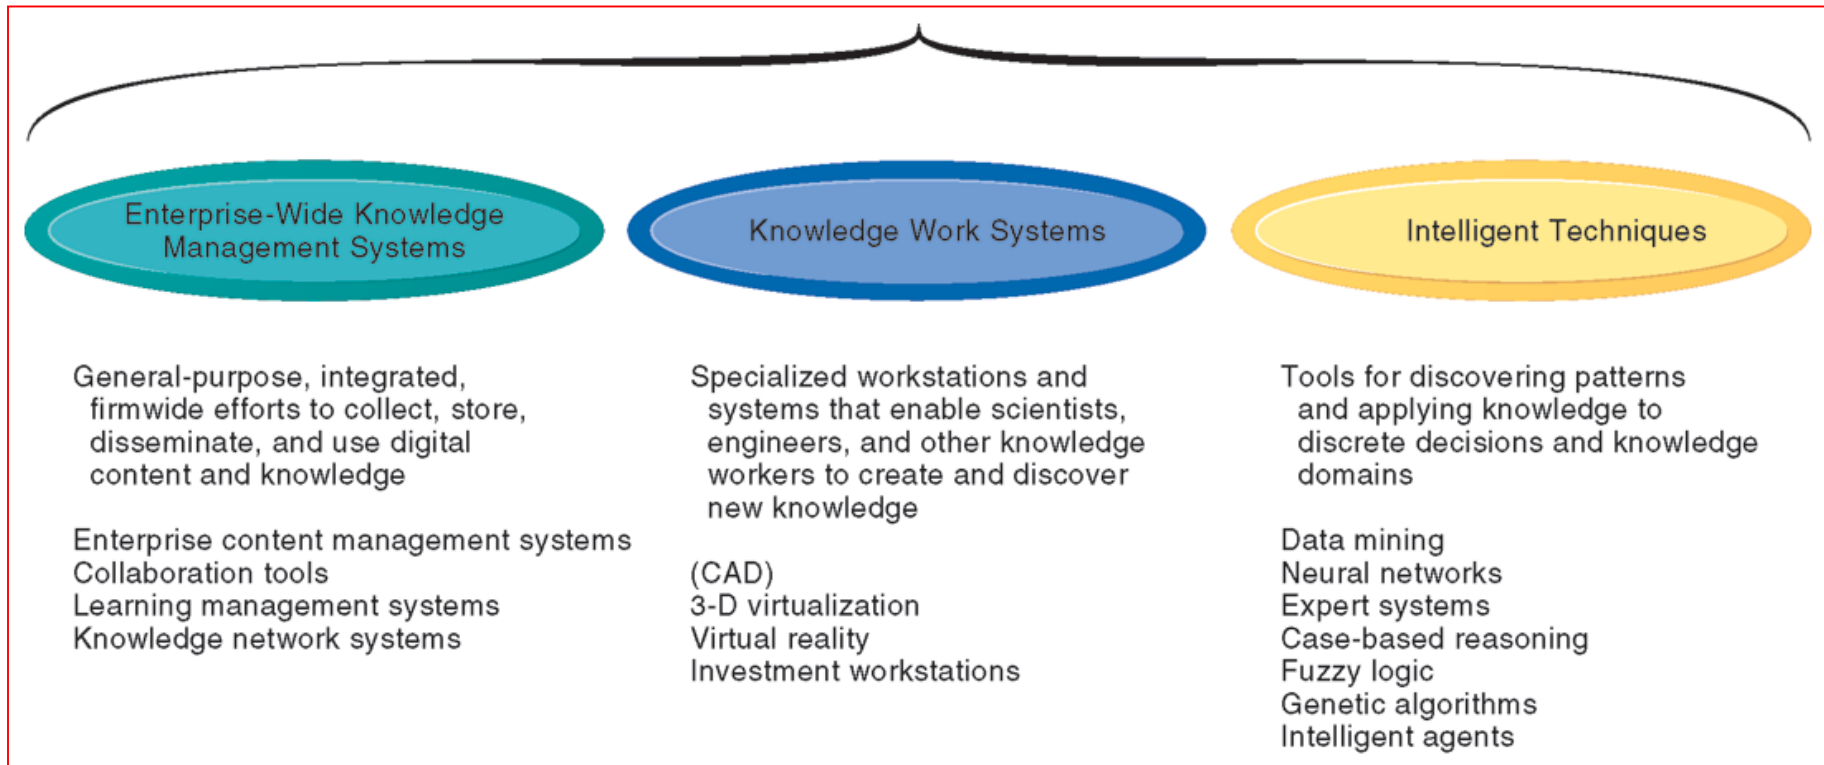 Enterprise-Wide Knowledge
Management Systems
General-purpose, integrated,
firmwide efforts to collect, store,
disseminate, and use digital
content and knowledge
Enterprise content management systems
Collaboration tools
Learning management systems
Knowledge network systems
Knowledge Work Systems
Specialized workstations and
systems that enable scientists,
engineers, and other knowledge
workers to create and discover
new knowledge
(CAD)
3-D virtualization
Virtual reality
Investment workstations
Intelligent Techniques
Tools for discovering patterns
and applying knowledge to
discrete decisions and knowledge
domains
Data mining
Neural networks
Expert systems
Case-based reasoning
Fuzzy logic
Genetic algorithms
Intelligent agents